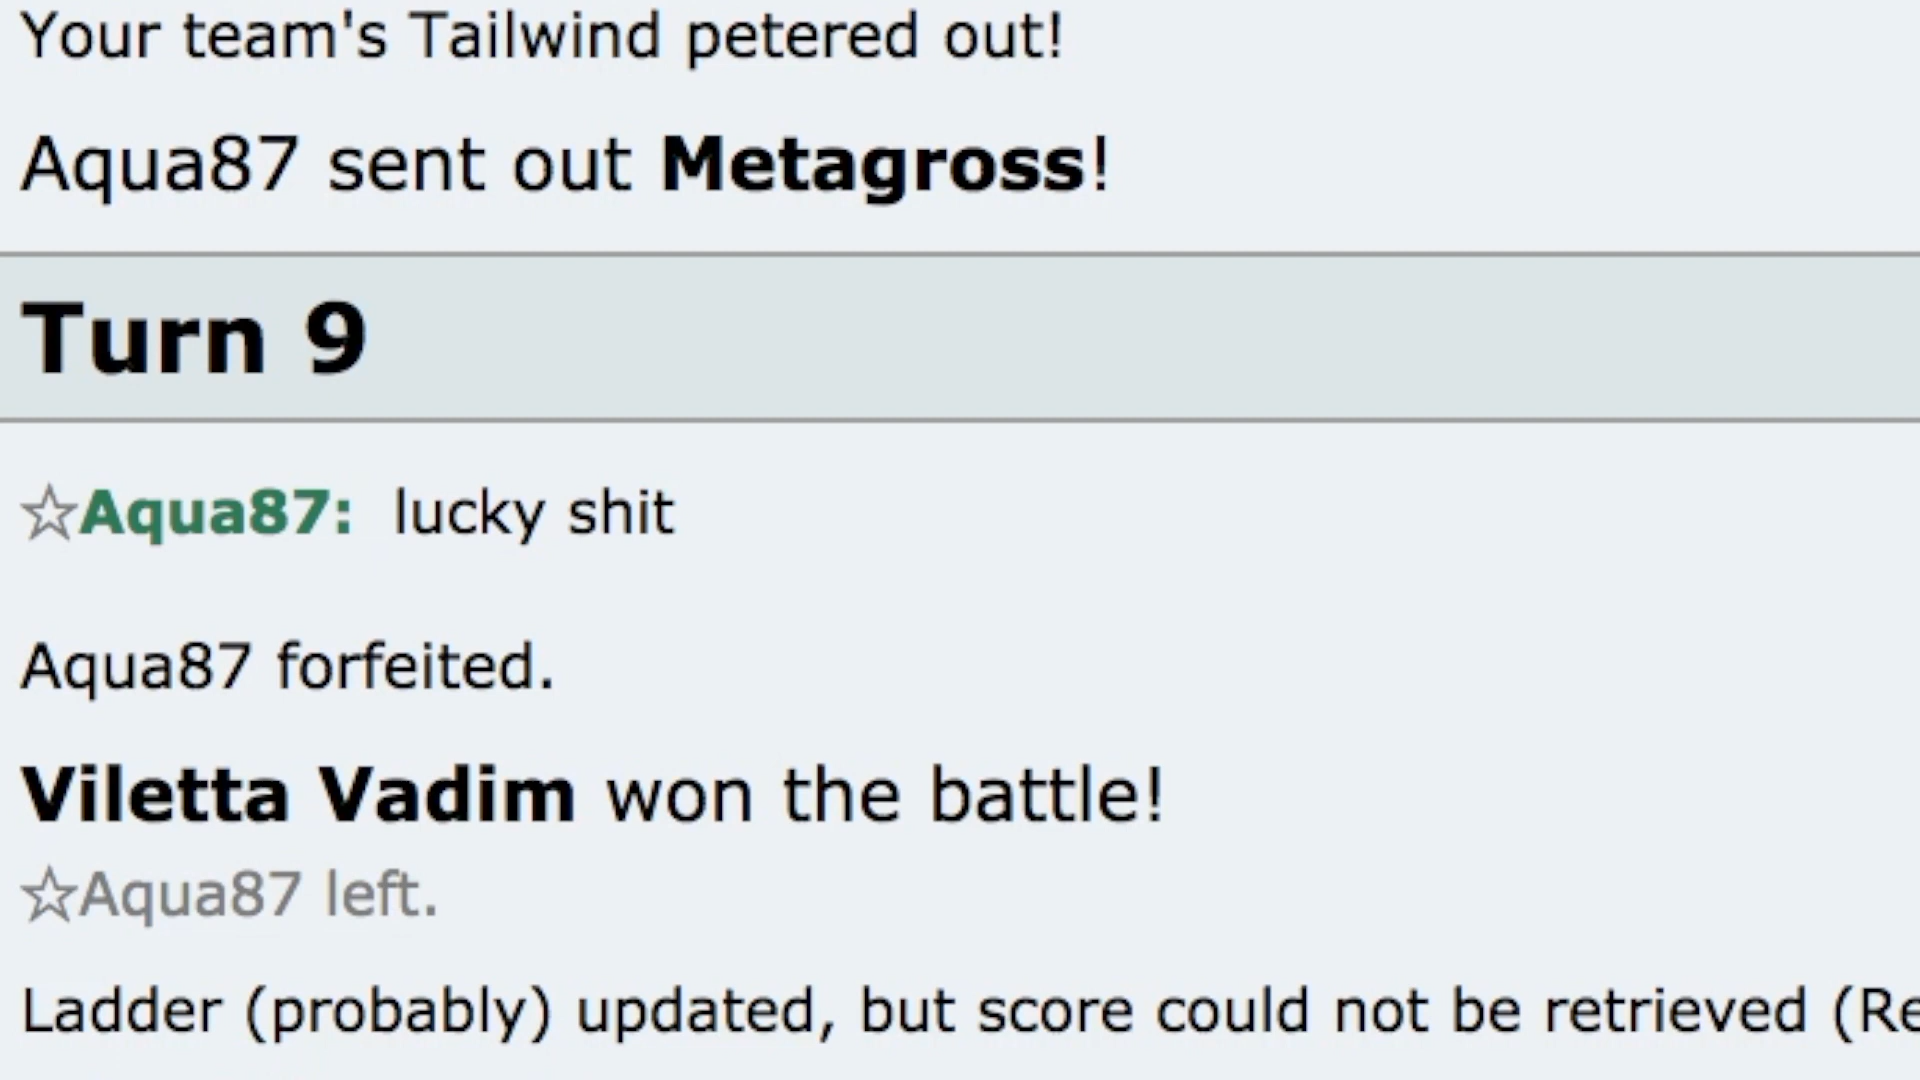 Your team's Tailwind petered out!
Aqua87 sent out Metagross!
Turn 9
☆Aqua87: lucky shit
Aqua87 forfeited.
Viletta Vadim won the battle!
☆Aqua87 left.
Ladder (probably) updated, but score could not be retrieved (Re